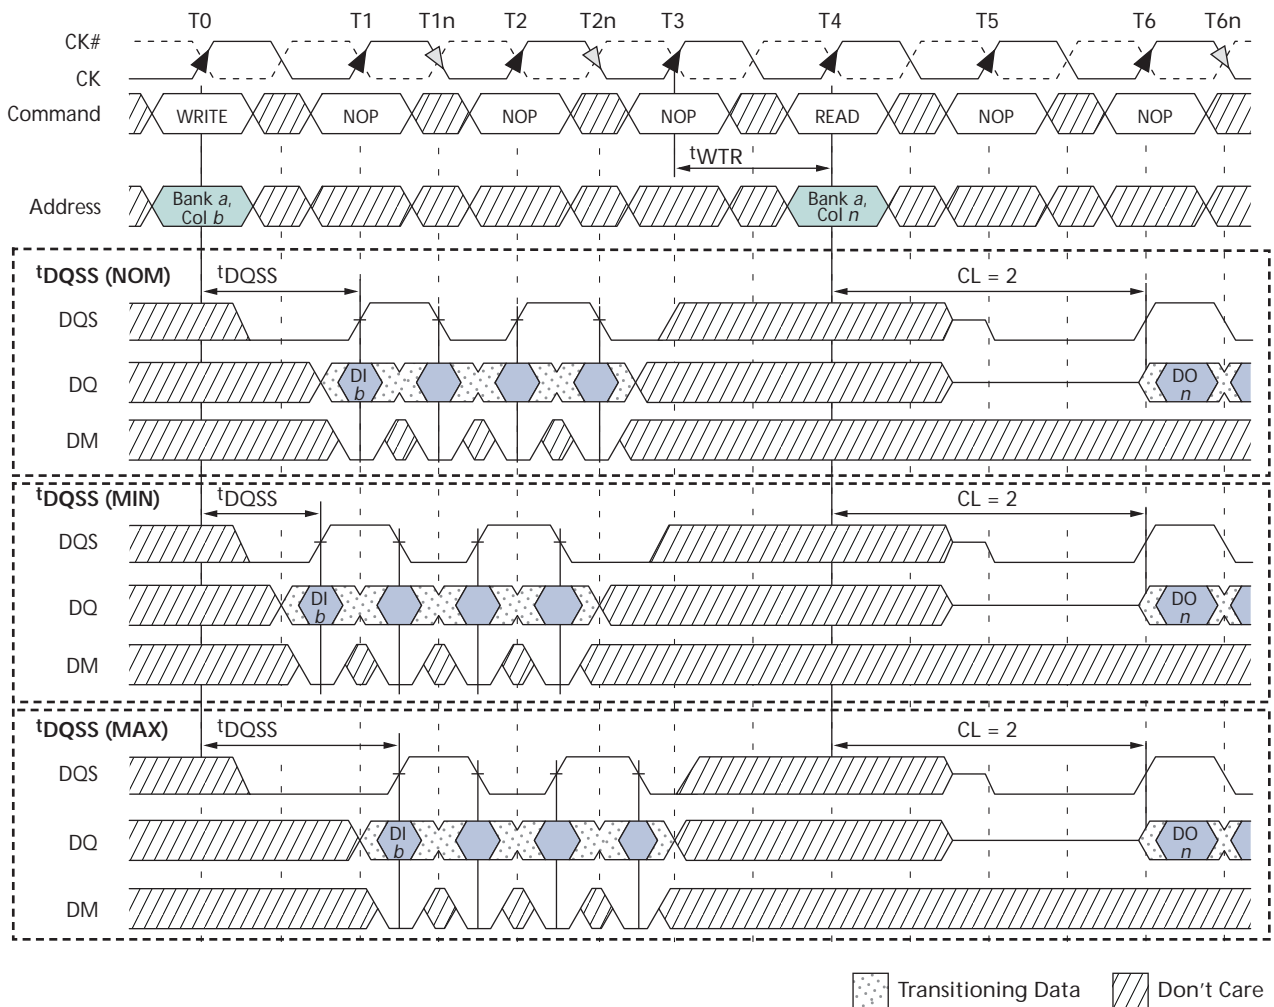 T0 T1 T1n T2 T2n T3 T4 T5 T6 T6n
CK#
CK
Command WRITE NOP NOP NOP READ NOP NOP
tWTR
Address Bank a, Col b Bank a, Col n
tDQSS (NOM) tDQSS CL = 2
DQS
DQ DI b DO n
DM
tDQSS (MIN) tDQSS CL = 2
DQS
DQ DI b DO n
DM
tDQSS (MAX) tDQSS CL = 2
DQS
DQ DI b DO n
DM
Transitioning Data Don't Care